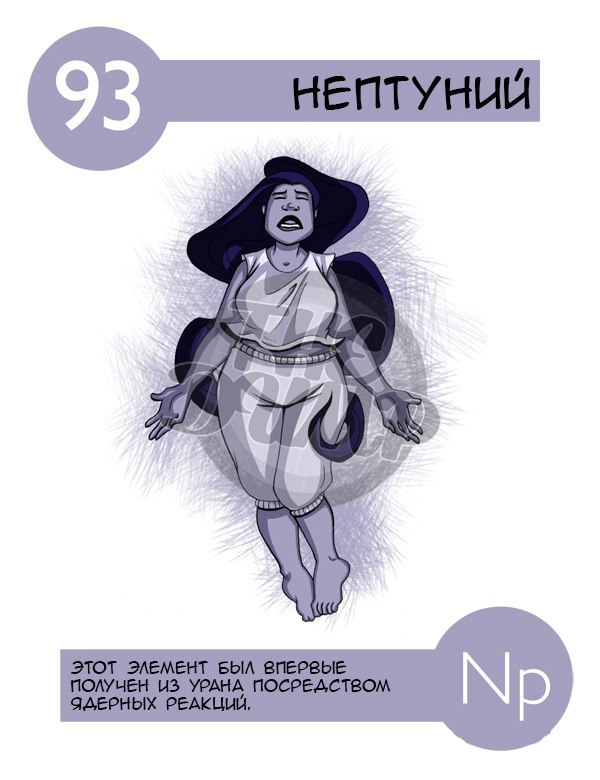 93
НЕПТУНИЙ
ЭТОТ ЭЛЕМЕНТ БЫЛ ВПЕРВЫЕ
ПОЛУЧЕН ИЗ УРАНА ПОСРЕДСТВОМ
ЯДЕРНЫХ РЕАКЦИЙ.
Np